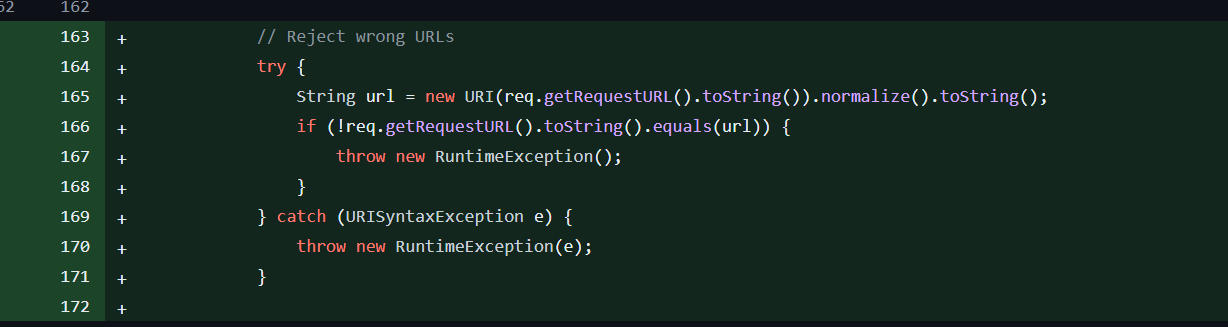 52 162
163 + // Reject wrong URLs
164 + try {
165 + String url = new URI(req.getRequestURL().toString()).normalize().toString();
166 + if (!req.getRequestURL().toString().equals(url)) {
167 + throw new RuntimeException();
168 + }
169 + } catch (URISyntaxException e) {
170 + throw new RuntimeException(e);
171 + }
172 +